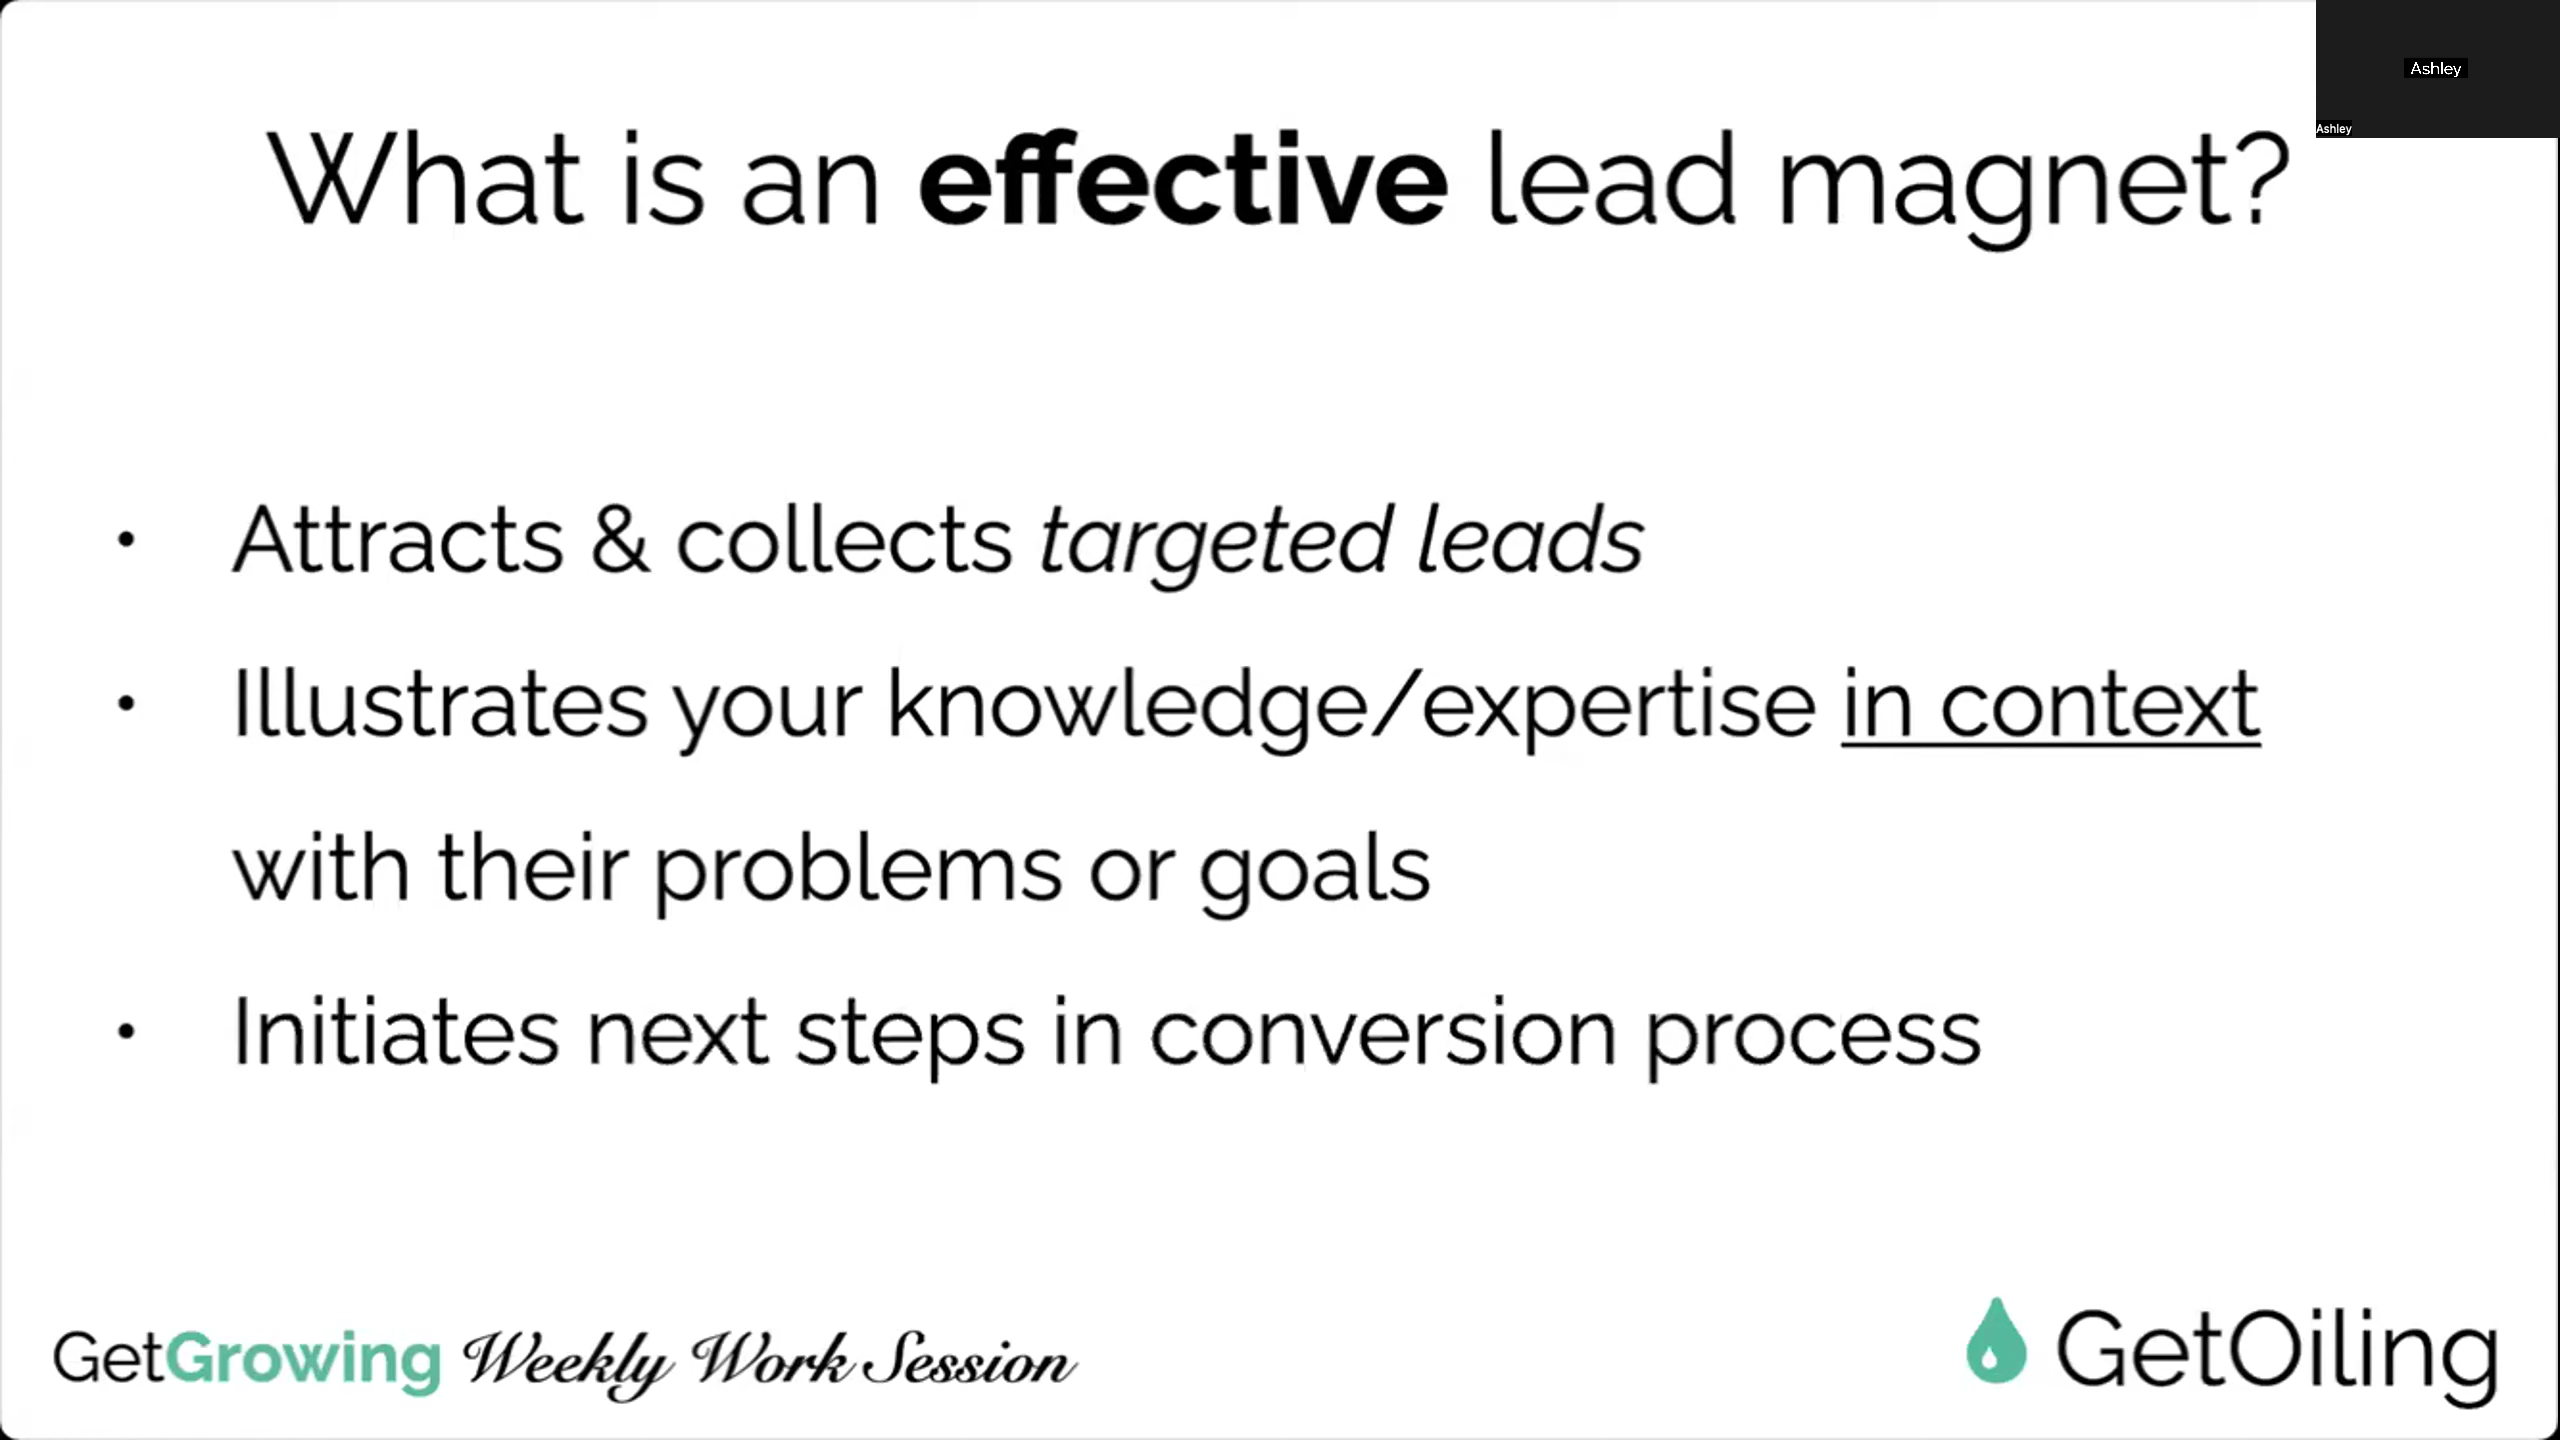 Ashley
Ashley
What is an effective lead magnet?
• Attracts & collects targeted leads
• Illustrates your knowledge/expertise in context
with their problems or goals
• Initiates next steps in conversion process
GetGrowing Weekly Work Session
GetOiling